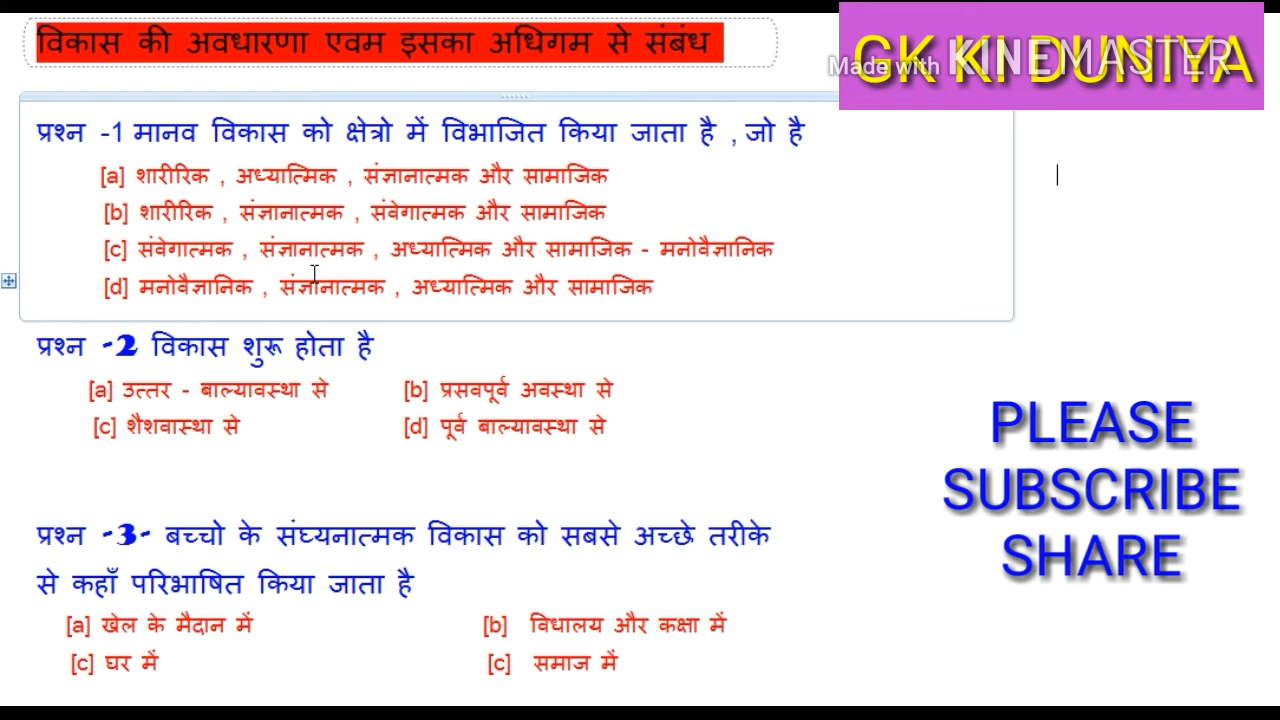 विकास की अवधारणा एवम इसका अधिगम से संबंध
GK KI DUNIYA
Made with KINEMASTER
प्रश्न -1 मानव विकास को क्षेत्रो में विभाजित किया जाता है , जो है
[a] शारीरिक , अध्यात्मिक , संज्ञानात्मक और सामाजिक
[b] शारीरिक , संज्ञानात्मक , संवेगात्मक और सामाजिक
[c] संवेगात्मक , संज्ञानात्मक , अध्यात्मिक और सामाजिक - मनोवैज्ञानिक
[d] मनोवैज्ञानिक , संज्ञानात्मक , अध्यात्मिक और सामाजिक
प्रश्न -2 विकास शुरू होता है
[a] उत्तर - बाल्यावस्था से [b] प्रसवपूर्व अवस्था से
[c] शैशवास्था से [d] पूर्व बाल्यावस्था से
प्रश्न -3- बच्चो के संघ्यनात्मक विकास को सबसे अच्छे तरीके
से कहाँ परिभाषित किया जाता है
[a] खेल के मैदान में [b] विधालय और कक्षा में
[c] घर में [c] समाज में
PLEASE
SUBSCRIBE
SHARE